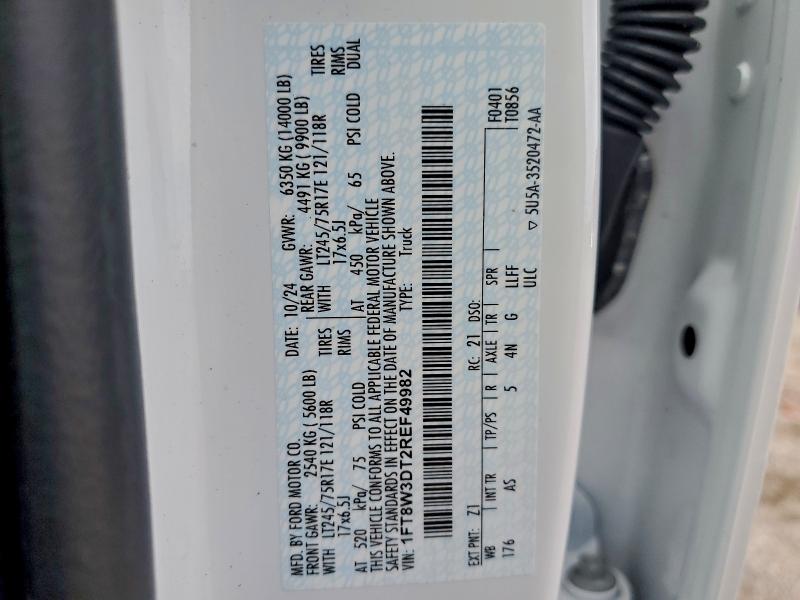 MFD. BY FORD MOTOR CO.
DATE: 10/24 GVWR: 6350 KG (14000 LB)
FRONT GAWR: 2540 KG ( 5600 LB)
REAR GAWR: 4491 KG ( 9900 LB)
WITH LT245/75R17E 121/118R TIRES
WITH LT245/75R17E 121/118R TIRES
17x6.5J RIMS
17x6.5J RIMS
AT 520 kPa/ 75 PSI COLD
AT 450 kPa/ 65 PSI COLD DUAL
THIS VEHICLE CONFORMS TO ALL APPLICABLE FEDERAL MOTOR VEHICLE
SAFETY STANDARDS IN EFFECT ON THE DATE OF MANUFACTURE SHOWN ABOVE.
VIN: 1FT8W3DT2REF49982 TYPE: Truck
EXT PNT: Z1 RC: 21 DSO: F0401
WB INT TR TP/PS R AXLE TR SPR T0856
176 AS 5 4N G LLFF
ULC
▽ 5U5A-3520472-AA